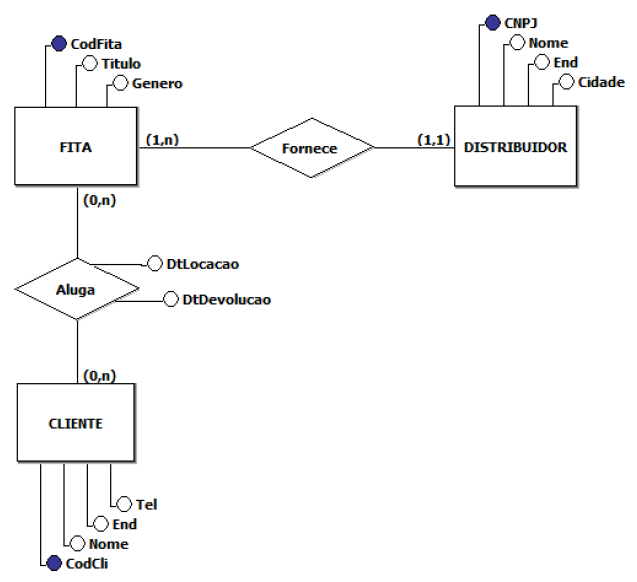 CodFita
Titulo
Genero
CNPJ
Nome
End
Cidade
FITA
(1,n)
Fornece
(1,1)
DISTRIBUIDOR
(0,n)
DtLocacao
Aluga
DtDevolucao
(0,n)
CLIENTE
Tel
End
Nome
CodCli